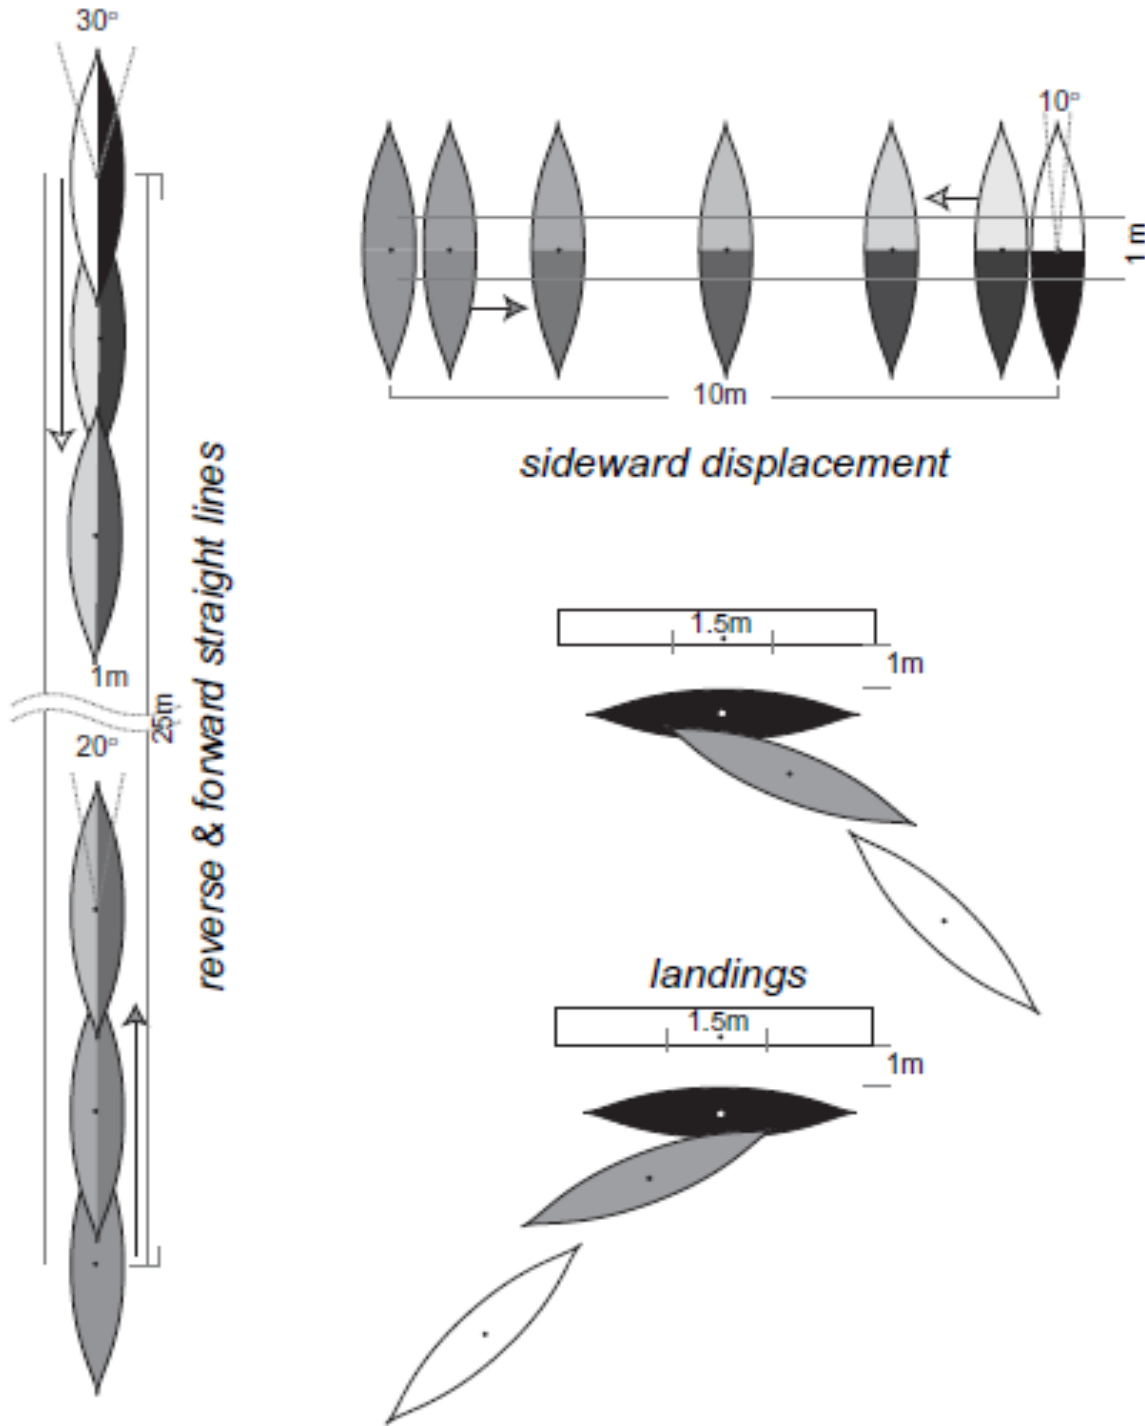 30°
10°
1m
10m
sideward displacement
reverse & forward straight lines
1.5m
1m
1m
25m
20°
landings
1.5m
1m